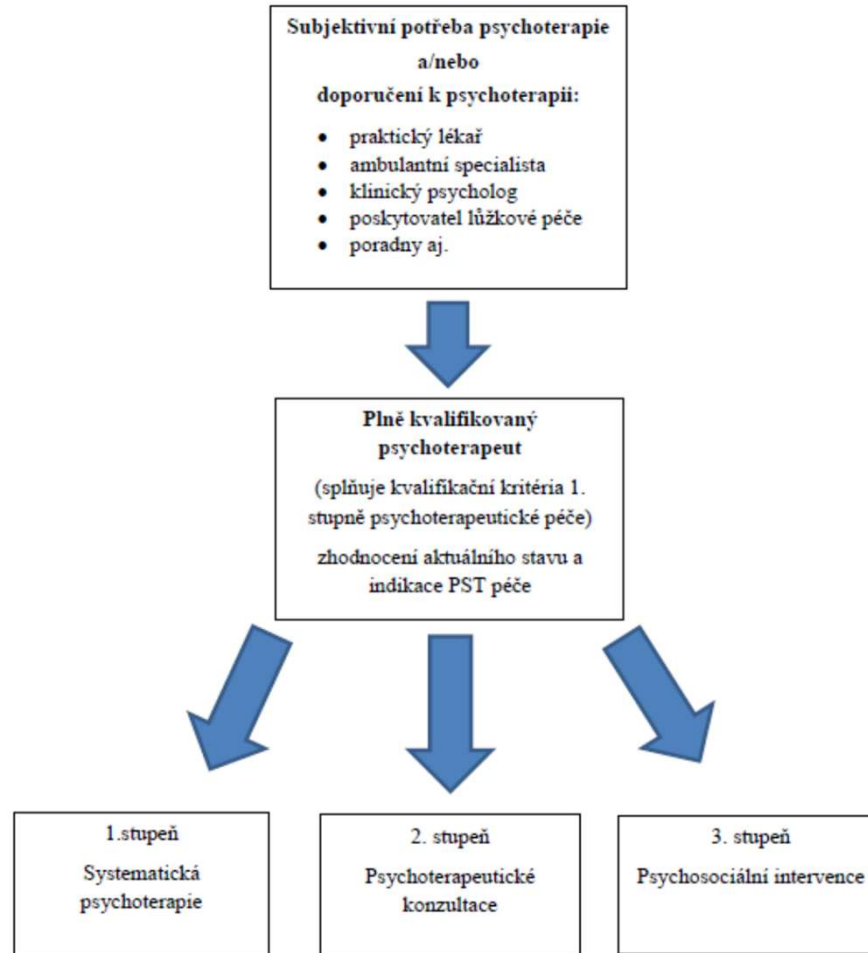 Subjektivní potřeba psychoterapie
a/nebo
doporučení k psychoterapii:
• praktický lékař
• ambulantní specialista
• klinický psycholog
• poskytovatel lůžkové péče
• poradny aj.
Plně kvalifikovaný
psychoterapeut
(splňuje kvalifikační kritéria 1.
stupně psychoterapeutické péče)
zhodnocení aktuálního stavu a
indikace PST péče
1.stupeň
Systematická
psychoterapie
2. stupeň
Psychoterapeutické
konzultace
3. stupeň
Psychosociální intervence